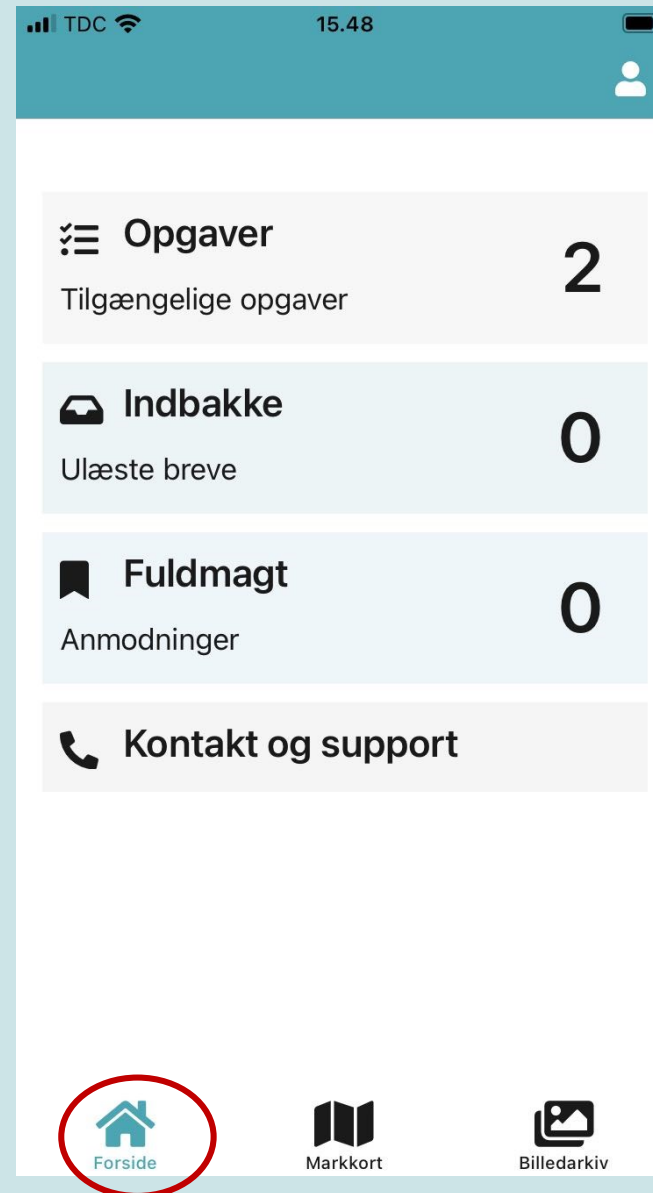 TDC 15.48
Opgaver 2
Tilgængelige opgaver
Indbakke 0
Ulæste breve
Fuldmagt 0
Anmodninger
Kontakt og support
Forside Markkort Billedarkiv